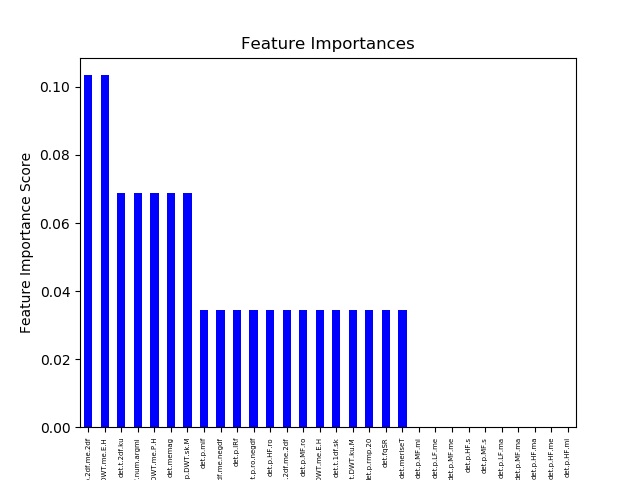 Feature Importances
Feature Importance Score
0.10
0.08
0.06
0.04
0.02
0.00
.2df.me.2df
DWT.me.E.H
det.t.2df.ku
.num.argmi
DWT.me.P.H
det.memag
p.DWT.sk.M
det.p.mif
df.me.negdf
det.p.IRf
t.p.ro.negdf
det.p.HF.ro
.2df.me.2df
det.p.MF.ro
DWT.me.E.H
det.t.1df.sk
t.DWT.ku.M
det.p.rmp.20
det.fqSR
det.meriseT
det.p.MF.mi
det.p.LF.me
det.p.MF.me
det.p.HF.s
det.p.MF.s
det.p.LF.ma
det.p.MF.ma
det.p.HF.ma
det.p.HF.me
det.p.HF.mi